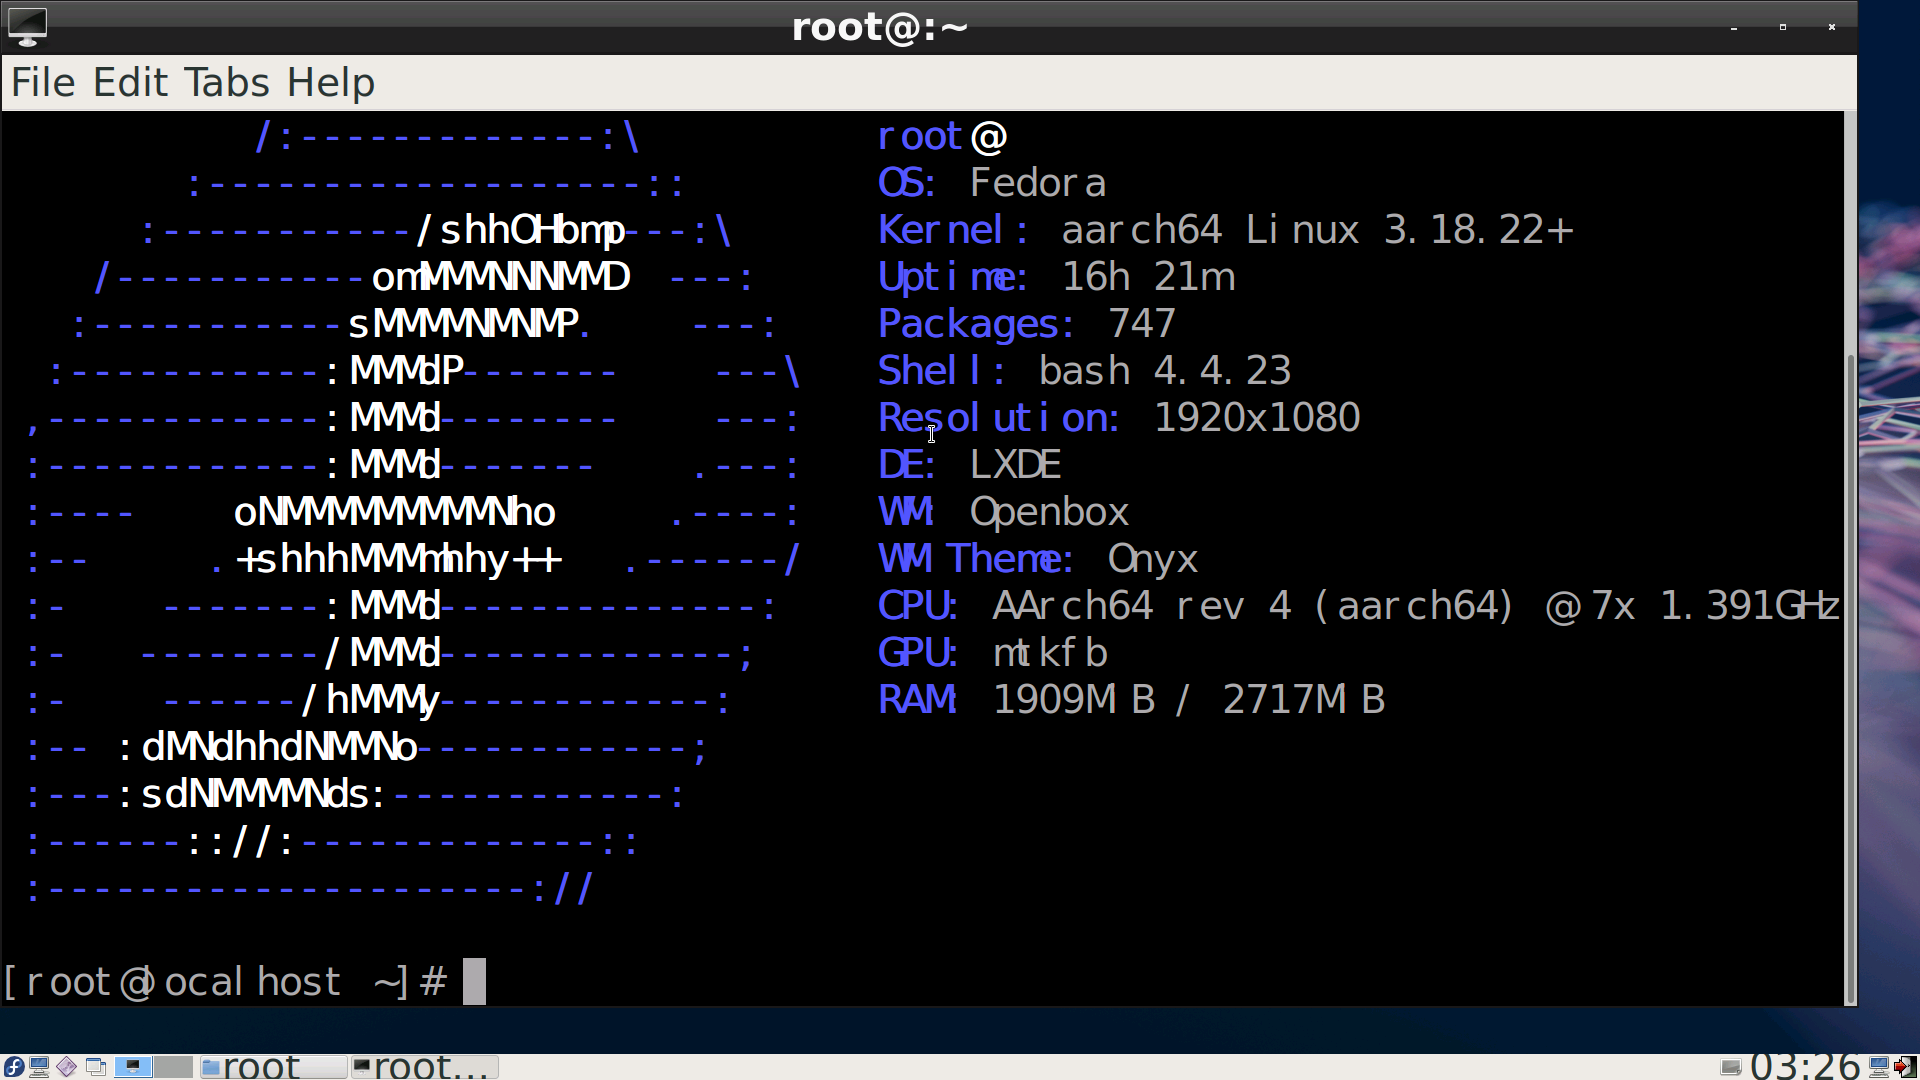 root@:~
File Edit Tabs Help
/:-------------:\ root@
:-------------------:: OS: Fedora
:-----------/shhOHbmp---:\ Kernel: aarch64 Linux 3.18.22+
/-----------omMMMNNNMMD ---: Uptime: 16h 21m
:-----------sMMMMNMNMP. ---: Packages: 747
:-----------:MMMdP------- ---\ Shell: bash 4.4.23
,------------:MMMd-------- ---: Resolution: 1920x1080
:------------:MMMd------- .---: DE: LXDE
:---- oNMMMMMMMMMNho .----: WM: Openbox
:-- .+shhhMMMmhhy++ .------/ WM Theme: Onyx
:- -------:MMMd--------------: CPU: AArch64 rev 4 (aarch64) @ 7x 1.391GHz
:- --------/MMMd-------------; GPU: mtkfb
:- ------/hMMMy------------: RAM: 1909MiB / 2717MiB
:-- :dMNdhhdNMMNo------------;
:---:sdNMMMMNds:------------:
:------:://:-------------::
:---------------------://
[root@localhost ~]#
root
root...
03:26